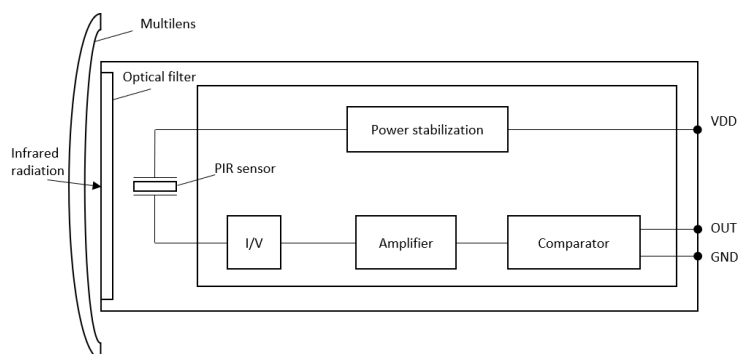 Multilens
Optical filter
Power stabilization
VDD
Infrared
radiation
PIR sensor
I/V
Amplifier
Comparator
OUT
GND